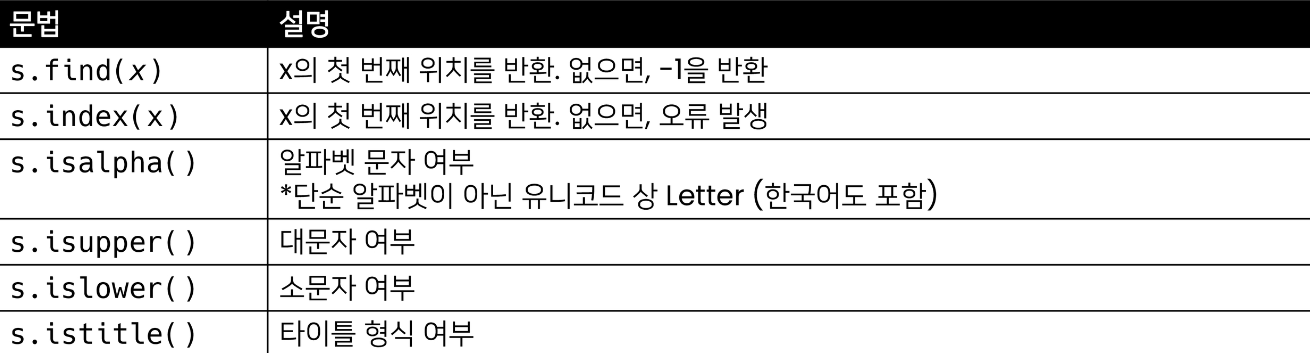 문법 설명
s.find(x) x의 첫 번째 위치를 반환. 없으면, -1을 반환
s.index(x) x의 첫 번째 위치를 반환. 없으면, 오류 발생
s.isalpha() 알파벳 문자 여부
*단순 알파벳이 아닌 유니코드 상 Letter (한국어도 포함)
s.isupper() 대문자 여부
s.islower() 소문자 여부
s.istitle() 타이틀 형식 여부